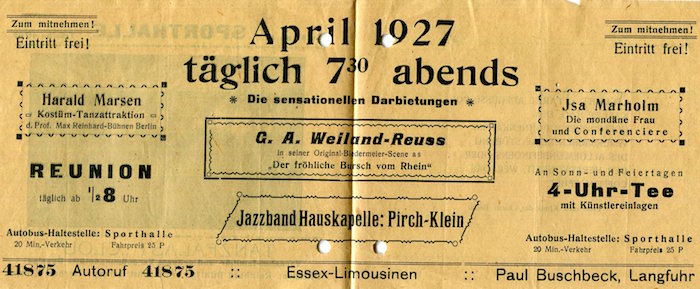 Zum mitnehmen!
Eintritt frei!
April 1927
täglich 7³⁰ abends
* Die sensationellen Darbietungen *
Zum mitnehmen!
Eintritt frei!
Harald Marsen
Kostüm-Tanzattraktion
d. Prof. Max Reinhard-Bühnen Berlin
REUNION
täglich ab ½8 Uhr
Autobus-Haltestelle: Sporthalle
20 Min.-Verkehr Fahrpreis 25 P
G. A. Weiland-Reuss
in seiner Original-Biedermeier-Scene as
„Der fröhliche Bursch vom Rhein"
Jazzband Hauskapelle: Pirch-Klein
Jsa Marholm
Die mondäne Frau
und Conferenciere
An Sonn- und Feiertagen
4-Uhr-Tee
mit Künstlereinlagen
Autobus-Haltestelle: Sporthalle
20 Min.-Verkehr Fahrpreis 25 P
41875 Autoruf 41875 :: Essex-Limousinen :: Paul Buschbeck, Langfuhr